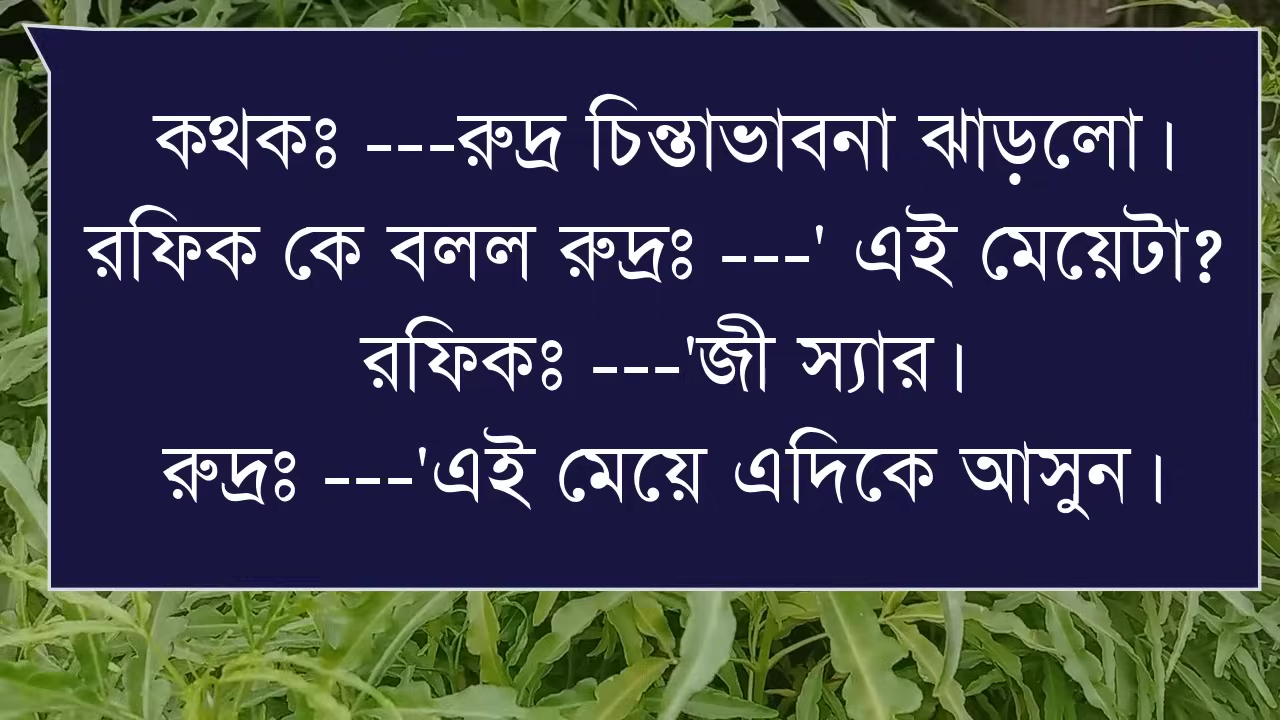 কথকঃ ---রুদ্র চিন্তাভাবনা ঝাড়লো।
রফিক কে বলল রুদ্রঃ ---' এই মেয়েটা?
রফিকঃ ---'জী স্যার।
রুদ্রঃ ---'এই মেয়ে এদিকে আসুন।